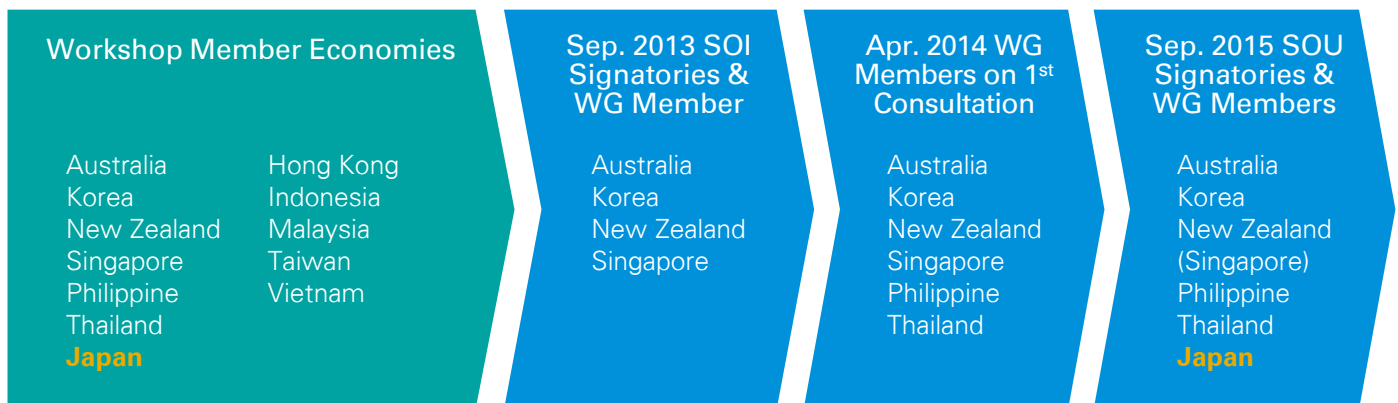 Workshop Member Economies
Australia
Korea
New Zealand
Singapore
Philippine
Thailand
Japan
Hong Kong
Indonesia
Malaysia
Taiwan
Vietnam
Sep. 2013 SOI
Signatories &
WG Member
Australia
Korea
New Zealand
Singapore
Apr. 2014 WG
Members on 1st
Consultation
Australia
Korea
New Zealand
Singapore
Philippine
Thailand
Sep. 2015 SOU
Signatories &
WG Members
Australia
Korea
New Zealand
(Singapore)
Philippine
Thailand
Japan